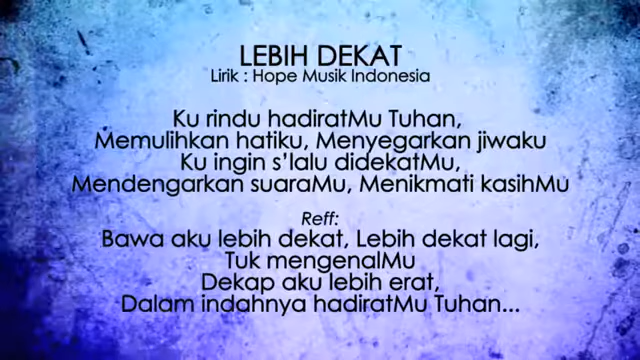 LEBIH DEKAT
Lirik : Hope Musik Indonesia
Ku rindu hadiratMu Tuhan,
Memulihkan hatiku, Menyegarkan jiwaku
Ku ingin s'lalu didekatMu,
Mendengarkan suaraMu, Menikmati kasihMu
Reff:
Bawa aku lebih dekat, Lebih dekat lagi,
Tuk mengenalMu
Dekap aku lebih erat,
Dalam indahnya hadiratMu Tuhan...